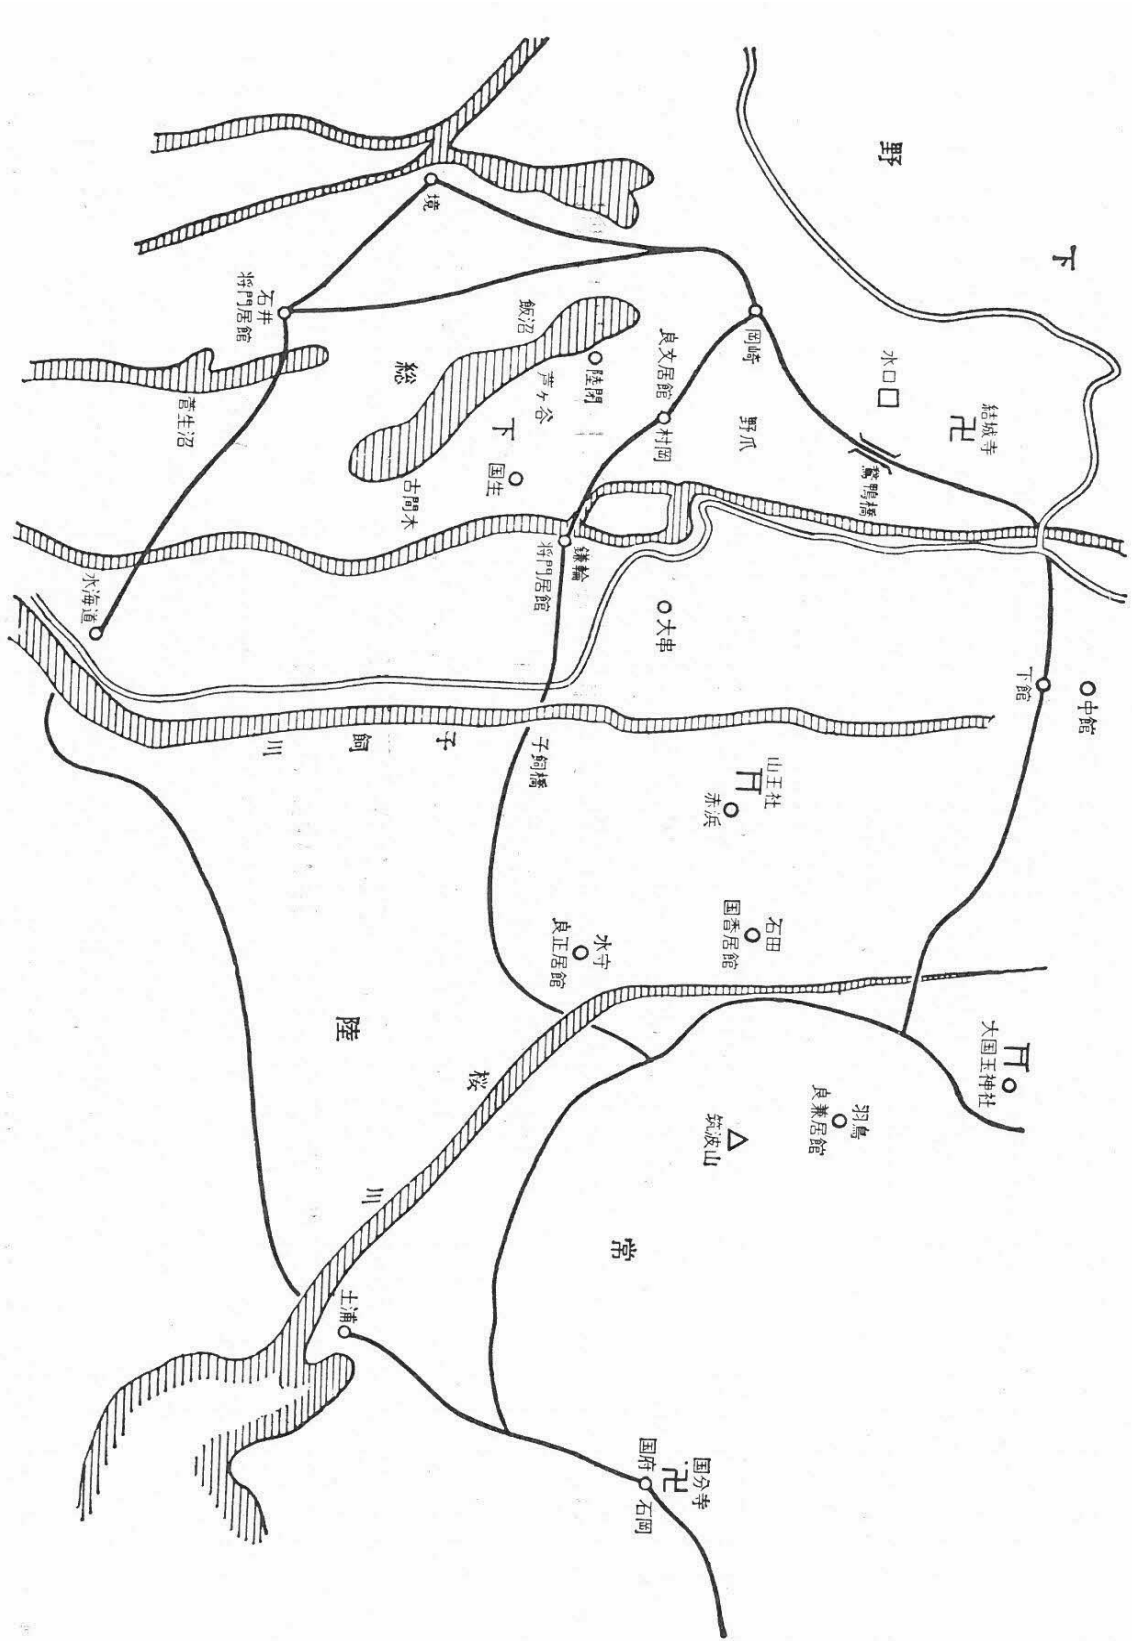 下
野
結城寺
水口
鵞鴨橋
中館
下館
大国玉神社
岡崎
野爪
良文居館
村岡
大串
山王社
赤浜
石田
国香居館
羽鳥
良兼居館
筑波山
境
陸閑
飯沼
芦ヶ谷
下
総
国生
古間木
鎌輪
将門居館
子飼橋
子
飼
川
水守
良正居館
常
陸
桜
川
石井
将門居館
菅生沼
水海道
土浦
国分寺
国府
石岡